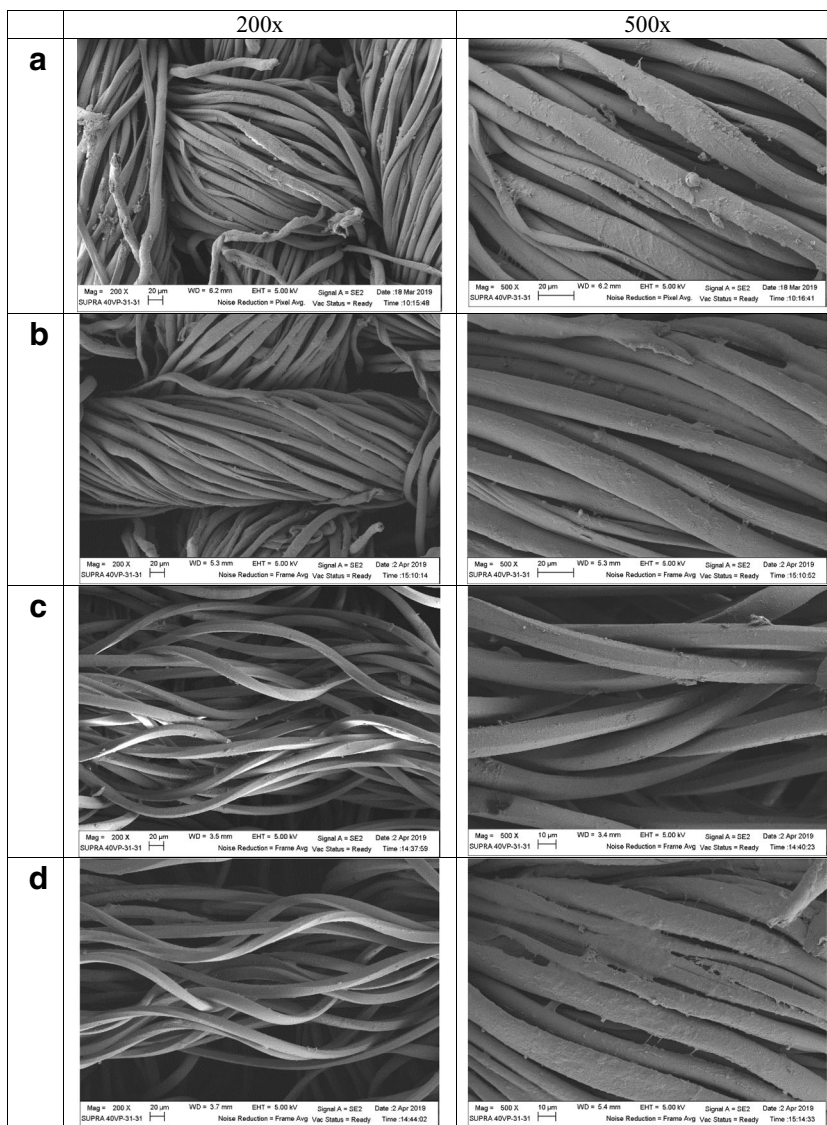 200x 500x
a
Mag = 200 X 20 µm WD = 6.2 mm EHT = 5.00 kV Signal A = SE2 Date :18 Mar 2019
SUPRA 40VP-31-31 Noise Reduction = Pixel Avg. Vac Status = Ready Time :10:15:48
Mag = 500 X 20 µm WD = 6.2 mm EHT = 5.00 kV Signal A = SE2 Date :18 Mar 2019
SUPRA 40VP-31-31 Noise Reduction = Pixel Avg. Vac Status = Ready Time :10:16:41
b
Mag = 200 X 20 µm WD = 5.3 mm EHT = 5.00 kV Signal A = SE2 Date :2 Apr 2019
SUPRA 40VP-31-31 Noise Reduction = Frame Avg Vac Status = Ready Time :15:10:14
Mag = 500 X 20 µm WD = 5.3 mm EHT = 5.00 kV Signal A = SE2 Date :2 Apr 2019
SUPRA 40VP-31-31 Noise Reduction = Frame Avg Vac Status = Ready Time :15:10:52
c
Mag = 200 X 20 µm WD = 3.5 mm EHT = 5.00 kV Signal A = SE2 Date :2 Apr 2019
SUPRA 40VP-31-31 Noise Reduction = Frame Avg Vac Status = Ready Time :14:37:59
Mag = 500 X 10 µm WD = 3.4 mm EHT = 5.00 kV Signal A = SE2 Date :2 Apr 2019
SUPRA 40VP-31-31 Noise Reduction = Frame Avg Vac Status = Ready Time :14:40:23
d
Mag = 200 X 20 µm WD = 3.7 mm EHT = 5.00 kV Signal A = SE2 Date :2 Apr 2019
SUPRA 40VP-31-31 Noise Reduction = Frame Avg Vac Status = Ready Time :14:44:02
Mag = 500 X 10 µm WD = 5.4 mm EHT = 5.00 kV Signal A = SE2 Date :2 Apr 2019
SUPRA 40VP-31-31 Noise Reduction = Frame Avg Vac Status = Ready Time :15:14:33